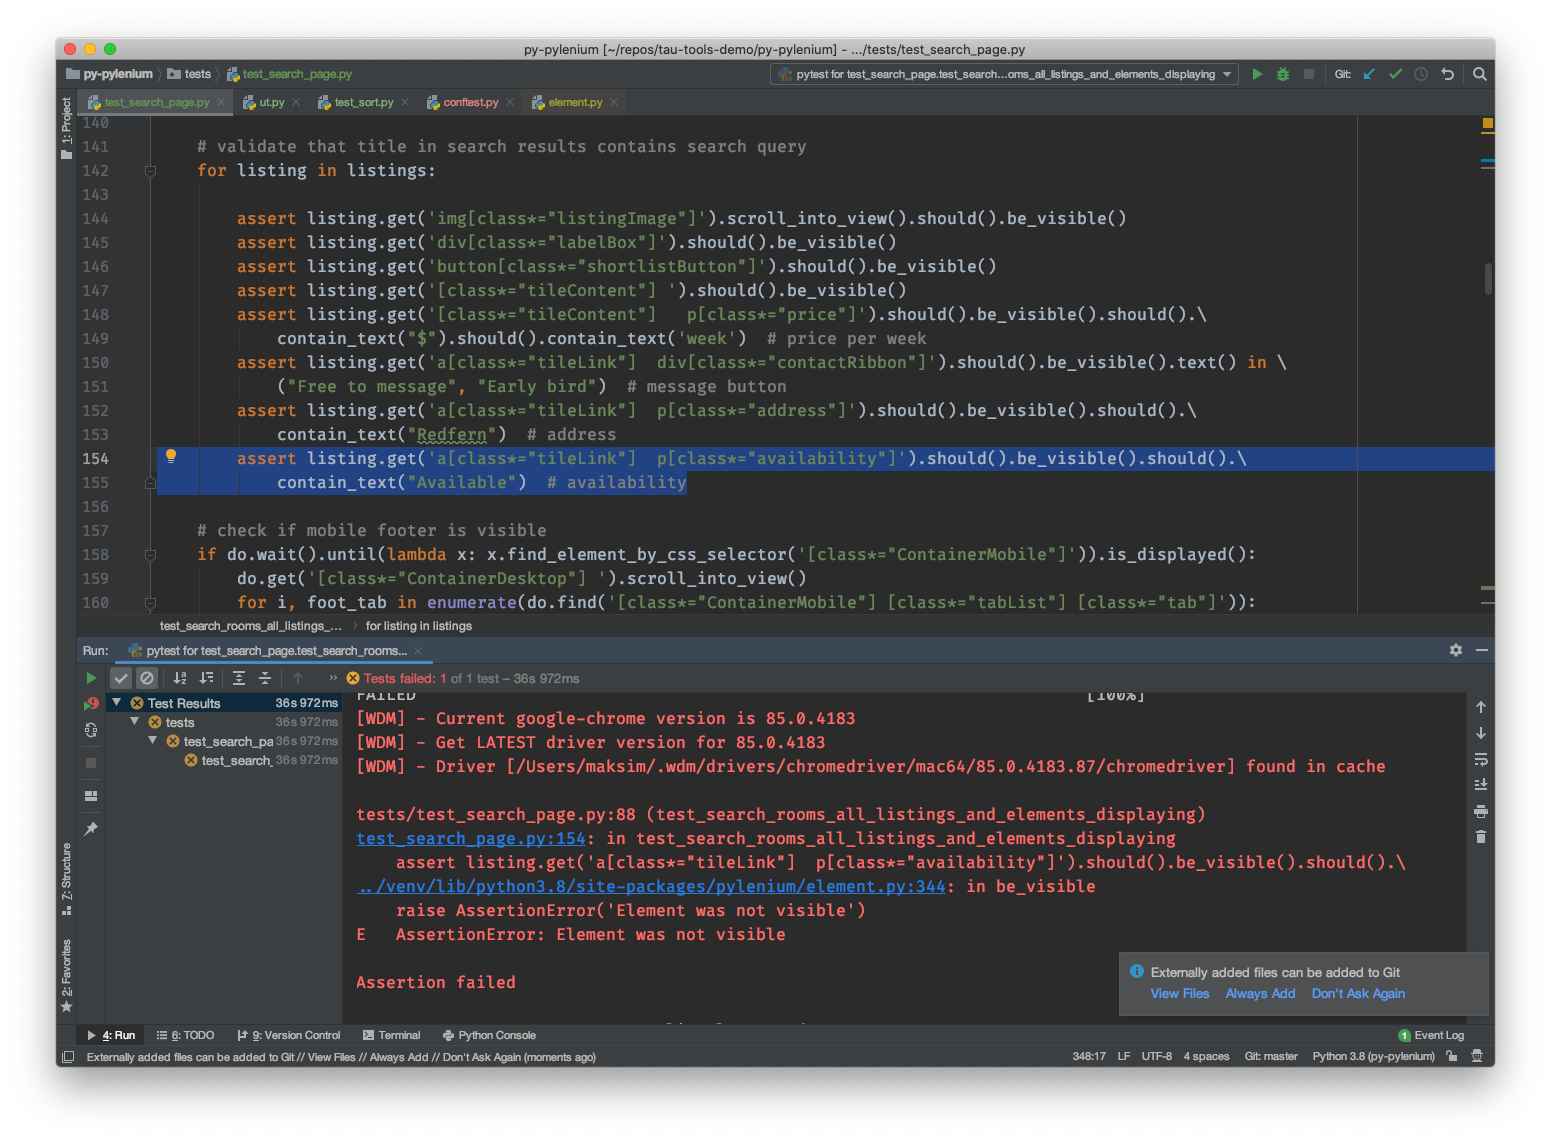 py-pylenium [~/repos/tau-tools-demo/py-pylenium] – .../tests/test_search_page.py
py-pylenium tests test_search_page.py
pytest for test_search_page.test_search...oms_all_listings_and_elements_displaying
Git:
1: Project
test_search_page.py ut.py test_sort.py conftest.py element.py
140
141 # validate that title in search results contains search query
142 for listing in listings:
143
144 assert listing.get('img[class*="listingImage"]').scroll_into_view().should().be_visible()
145 assert listing.get('div[class*="labelBox"]').should().be_visible()
146 assert listing.get('button[class*="shortlistButton"]').should().be_visible()
147 assert listing.get('[class*="tileContent"] ').should().be_visible()
148 assert listing.get('[class*="tileContent"]   p[class*="price"]').should().be_visible().should().\
149 contain_text("$").should().contain_text('week')  # price per week
150 assert listing.get('a[class*="tileLink"]  div[class*="contactRibbon"]').should().be_visible().text() in \
151 ("Free to message", "Early bird")  # message button
152 assert listing.get('a[class*="tileLink"]  p[class*="address"]').should().be_visible().should().\
153 contain_text("Redfern")  # address
154 assert listing.get('a[class*="tileLink"]  p[class*="availability"]').should().be_visible().should().\
155 contain_text("Available")  # availability
156
157 # check if mobile footer is visible
158 if do.wait().until(lambda x: x.find_element_by_css_selector('[class*="ContainerMobile"]')).is_displayed():
159 do.get('[class*="ContainerDesktop"] ').scroll_into_view()
160 for i, foot_tab in enumerate(do.find('[class*="ContainerMobile"] [class*="tabList"] [class*="tab"]')):
test_search_rooms_all_listings_... for listing in listings
Run: pytest for test_search_page.test_search_rooms...
Tests failed: 1 of 1 test – 36s 972ms
Test Results 36s 972ms
tests 36s 972ms
test_search_pa 36s 972ms
test_search_ 36s 972ms
FAILED [100%]
[WDM] - Current google-chrome version is 85.0.4183
[WDM] - Get LATEST driver version for 85.0.4183
[WDM] - Driver [/Users/maksim/.wdm/drivers/chromedriver/mac64/85.0.4183.87/chromedriver] found in cache
tests/test_search_page.py:88 (test_search_rooms_all_listings_and_elements_displaying)
test_search_page.py:154: in test_search_rooms_all_listings_and_elements_displaying
assert listing.get('a[class*="tileLink"]  p[class*="availability"]').should().be_visible().should().\
../venv/lib/python3.8/site-packages/pylenium/element.py:344: in be_visible
raise AssertionError('Element was not visible')
E   AssertionError: Element was not visible
Assertion failed
7: Structure
2: Favorites
Externally added files can be added to Git
View Files Always Add Don't Ask Again
4: Run 6: TODO 9: Version Control Terminal Python Console 1 Event Log
Externally added files can be added to Git // View Files // Always Add // Don't Ask Again (moments ago) 348:17 LF UTF-8 4 spaces Git: master Python 3.8 (py-pylenium)